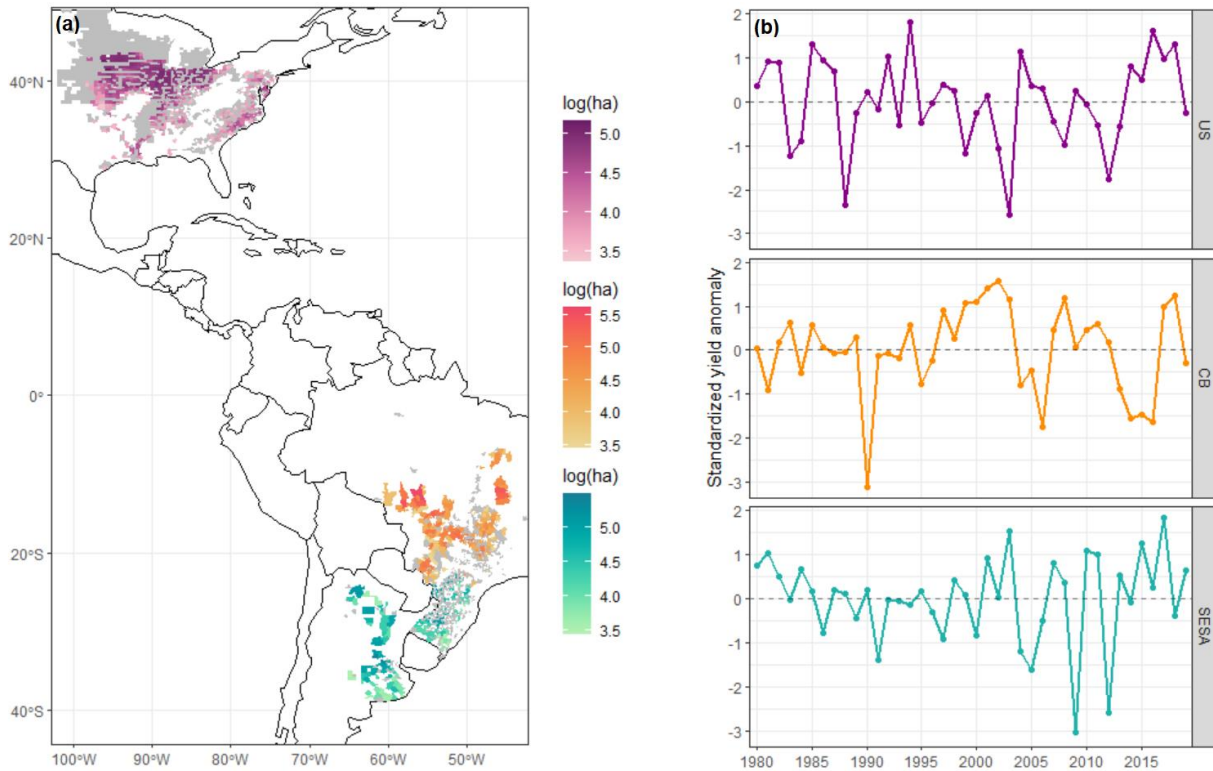 (a)
40°N
20°N
0°
20°S
40°S
100°W
90°W
80°W
70°W
60°W
50°W
log(ha)
5.0
4.5
4.0
3.5
log(ha)
5.5
5.0
4.5
4.0
3.5
log(ha)
5.0
4.5
4.0
3.5
(b)
Standardized yield anomaly
2
1
0
-1
-2
-3
US
2
1
0
-1
-2
-3
CB
2
1
0
-1
-2
-3
SESA
1980
1985
1990
1995
2000
2005
2010
2015